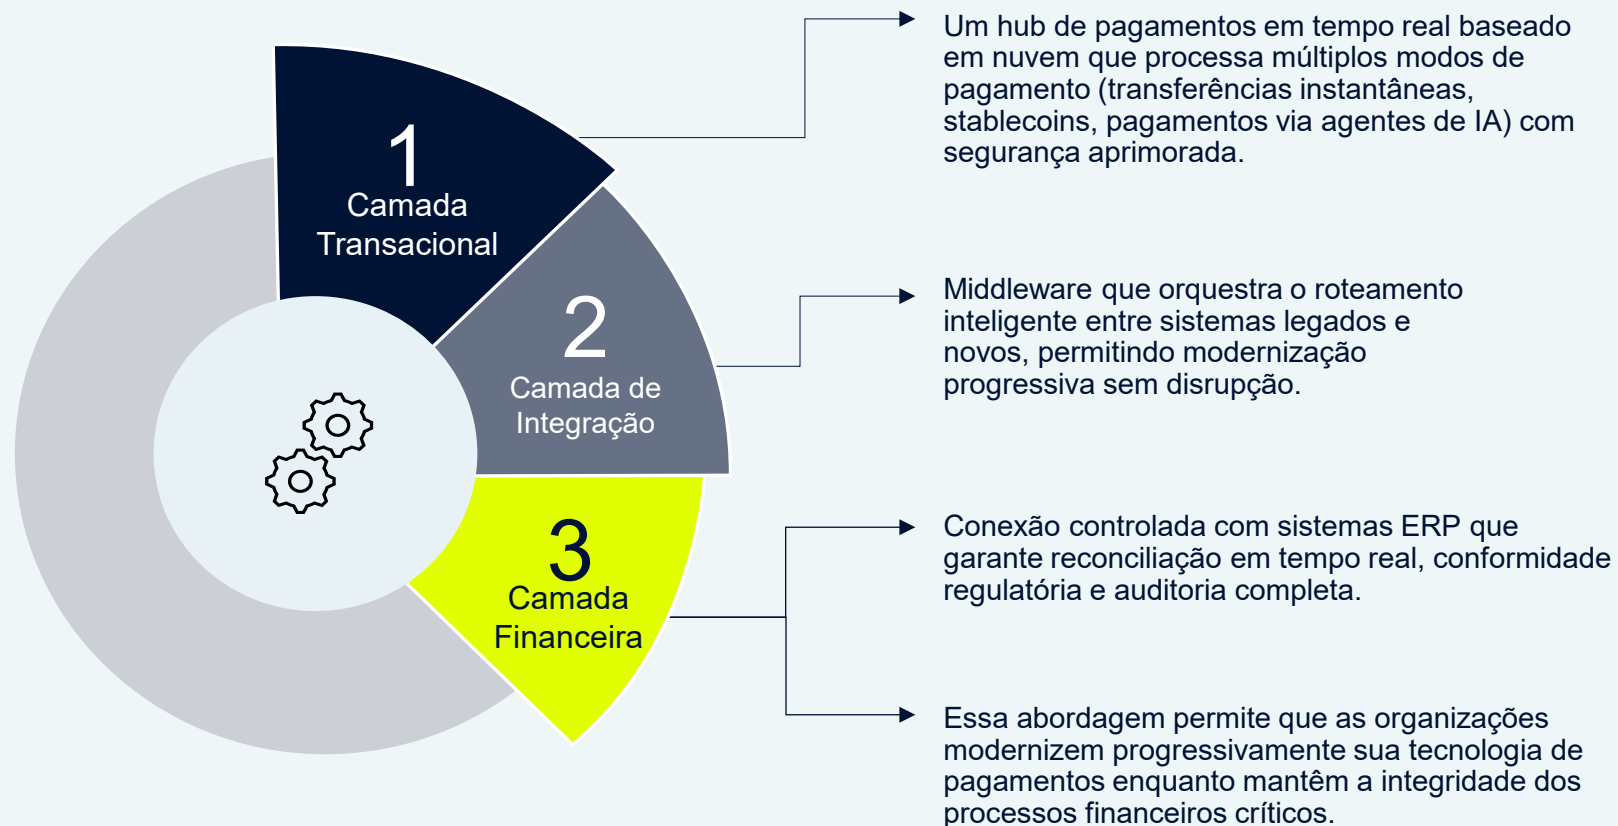 1
Camada
Transacional
Um hub de pagamentos em tempo real baseado
em nuvem que processa múltiplos modos de
pagamento (transferências instantâneas,
stablecoins, pagamentos via agentes de IA) com
segurança aprimorada.
2
Camada de
Integração
Middleware que orquestra o roteamento
inteligente entre sistemas legados e
novos, permitindo modernização
progressiva sem disrupção.
3
Camada
Financeira
Conexão controlada com sistemas ERP que
garante reconciliação em tempo real, conformidade
regulatória e auditoria completa.
Essa abordagem permite que as organizações
modernizem progressivamente sua tecnologia de
pagamentos enquanto mantêm a integridade dos
processos financeiros críticos.